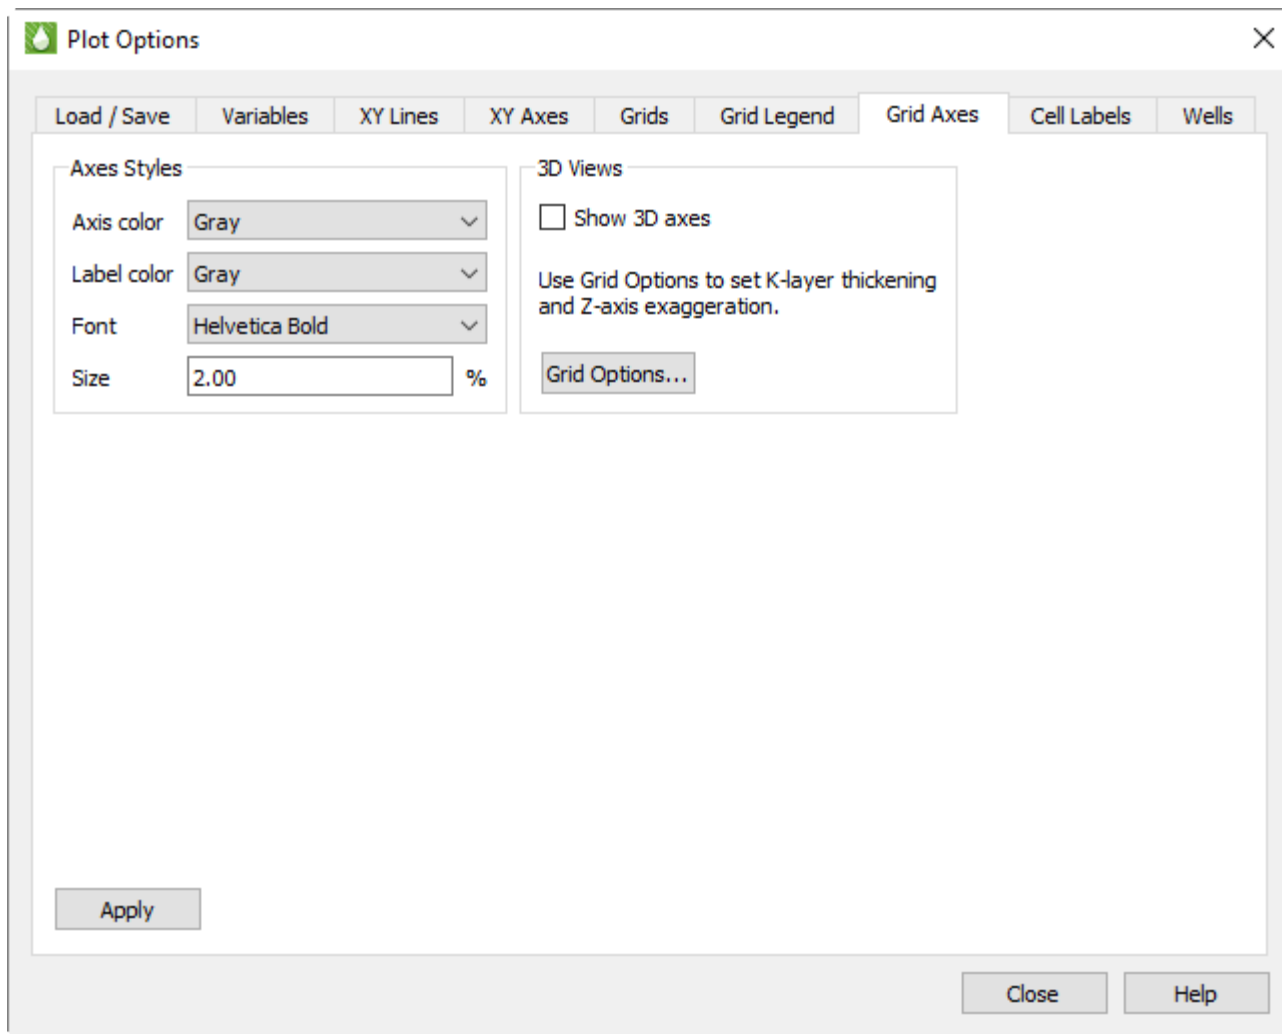 Plot Options
Load / Save Variables XY Lines XY Axes Grids Grid Legend Grid Axes Cell Labels Wells
Axes Styles
Axis color Gray
Label color Gray
Font Helvetica Bold
Size 2.00 %
3D Views
Show 3D axes
Use Grid Options to set K-layer thickening
and Z-axis exaggeration.
Grid Options...
Apply
Close Help